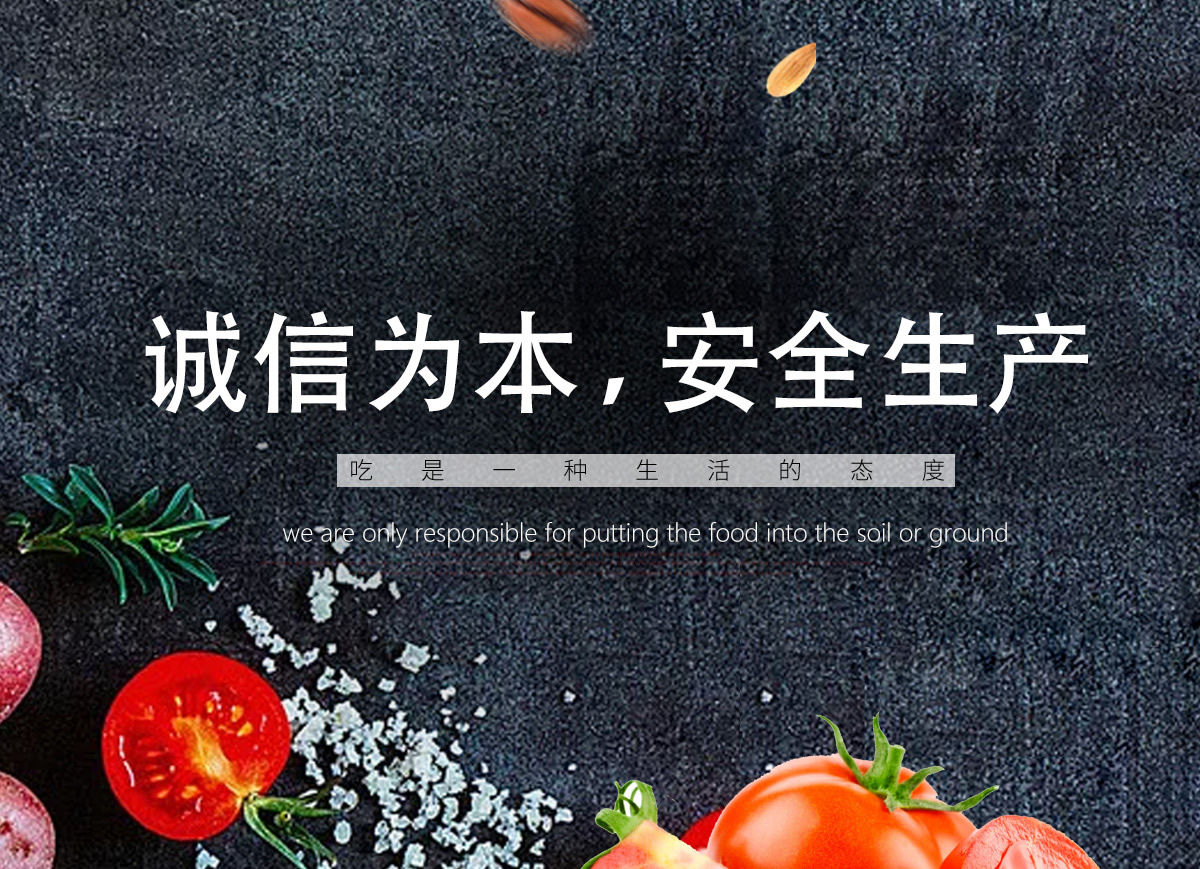 诚信为本，安全生产
吃是一种生活的态度
we are only responsible for putting the food into the soil or ground